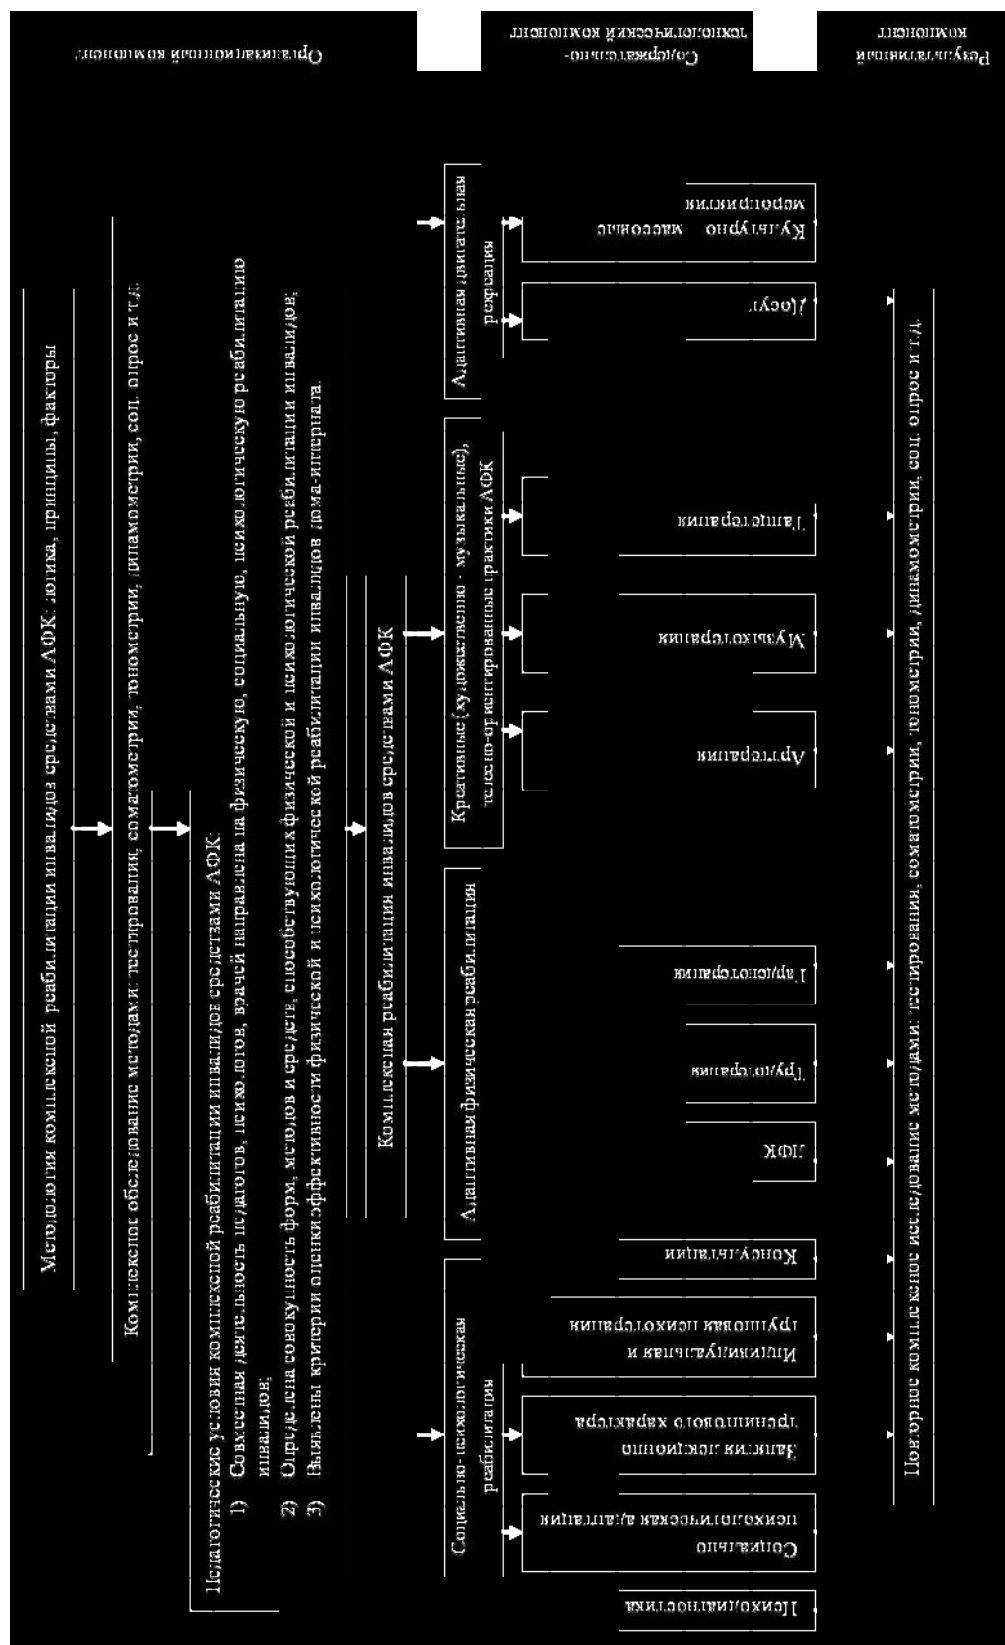 Организационный компонент
Содержательно-
технологический компонент
Результативный
компонент
Методология комплексной реабилитации инвалидов средствами АФК: логика, принципы, факторы
Комплексное обследование методами: тестирования, соматометрии, тонометрии, динамометрии, соц. опрос и т.д.
Педагогические условия комплексной реабилитации инвалидов средствами АФК:
1) Совместная деятельность педагогов, психологов, врачей направлена на физическую, социальную, психологическую реабилитацию
инвалидов;
2) Определена совокупность форм, методов и средств, способствующих физической и психологической реабилитации инвалидов;
3) Выявлены критерии оценки эффективности физической и психологической реабилитации инвалидов дома-интерната.
Комплексная реабилитация инвалидов средствами АФК
Социально-психологическая
реабилитация
Адаптивная физическая реабилитация
Креативные (художественно - музыкальные),
телесно-ориентированные практики АФК
Адаптивная двигательная
рекреация
Психодиагностика
Социально
психологическая адаптация
Занятия лекционно
тренингового характера
Индивидуальная и
групповая психотерапия
Консультации
ЛФК
Трудотерапия
Гарденотерапия
Арттерапия
Музыкотерапия
Танцетерапия
Досуг
Культурно массовые
мероприятия
Повторное комплексное исследование методами: тестирования, соматометрии, тонометрии, динамометрии, соц. опрос и т.д.